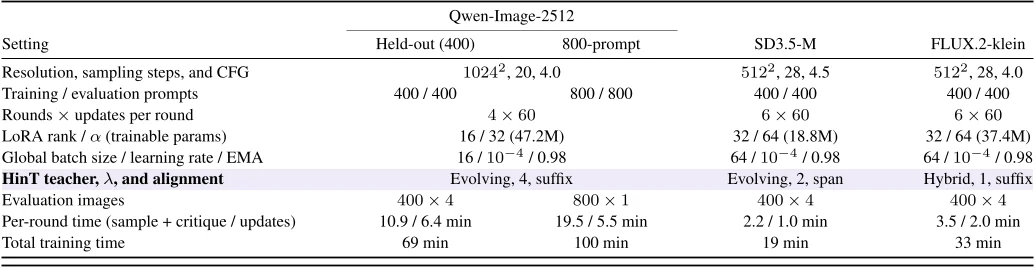 Qwen-Image-2512
Setting Held-out (400) 800-prompt SD3.5-M FLUX.2-klein
Resolution, sampling steps, and CFG 1024², 20, 4.0 512², 28, 4.5 512², 28, 4.0
Training / evaluation prompts 400 / 400 800 / 800 400 / 400 400 / 400
Rounds × updates per round 4 × 60 6 × 60 6 × 60
LoRA rank / α (trainable params) 16 / 32 (47.2M) 32 / 64 (18.8M) 32 / 64 (37.4M)
Global batch size / learning rate / EMA 16 / 10⁻⁴ / 0.98 64 / 10⁻⁴ / 0.98 64 / 10⁻⁴ / 0.98
HinT teacher, λ, and alignment Evolving, 4, suffix Evolving, 2, span Hybrid, 1, suffix
Evaluation images 400 × 4 800 × 1 400 × 4 400 × 4
Per-round time (sample + critique / updates) 10.9 / 6.4 min 19.5 / 5.5 min 2.2 / 1.0 min 3.5 / 2.0 min
Total training time 69 min 100 min 19 min 33 min